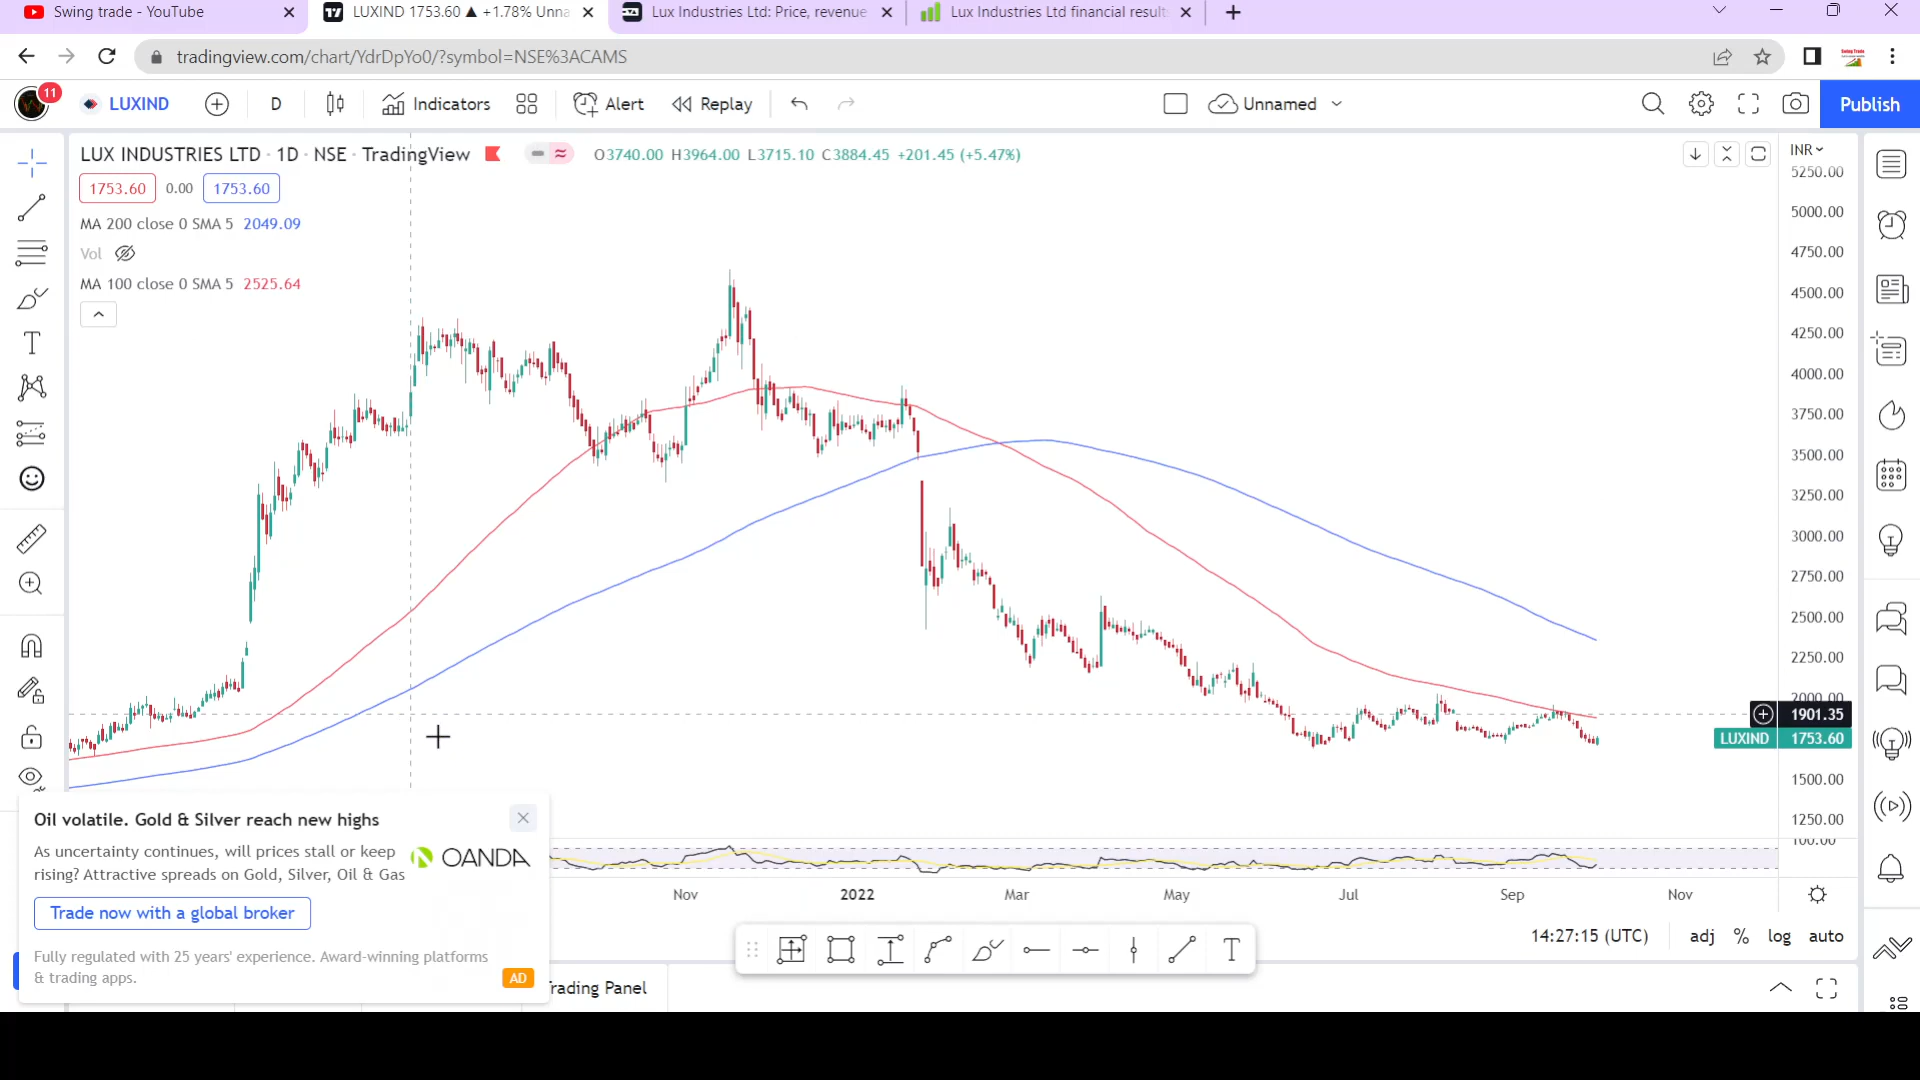 Swing trade - YouTube
LUXIND 1753.60 ▲ +1.78% Unna
Lux Industries Ltd: Price, revenue
Lux Industries Ltd financial result
tradingview.com/chart/YdrDpYo0/?symbol=NSE%3ACAMS
11
LUXIND
D
Indicators
Alert
Replay
Unnamed
Publish
LUX INDUSTRIES LTD · 1D · NSE · TradingView
O3740.00 H3964.00 L3715.10 C3884.45 +201.45 (+5.47%)
INR
1753.60 0.00 1753.60
MA 200 close 0 SMA 5 2049.09
Vol
MA 100 close 0 SMA 5 2525.64
5250.00
5000.00
4750.00
4500.00
4250.00
4000.00
3750.00
3500.00
3250.00
3000.00
2750.00
2500.00
2250.00
2000.00
1901.35
LUXIND 1753.60
1500.00
1250.00
100.00
Oil volatile. Gold & Silver reach new highs
As uncertainty continues, will prices stall or keep
rising? Attractive spreads on Gold, Silver, Oil & Gas
OANDA
Trade now with a global broker
Fully regulated with 25 years' experience. Award-winning platforms
& trading apps.
AD
Nov 2022 Mar May Jul Sep Nov
14:27:15 (UTC) adj % log auto
Trading Panel